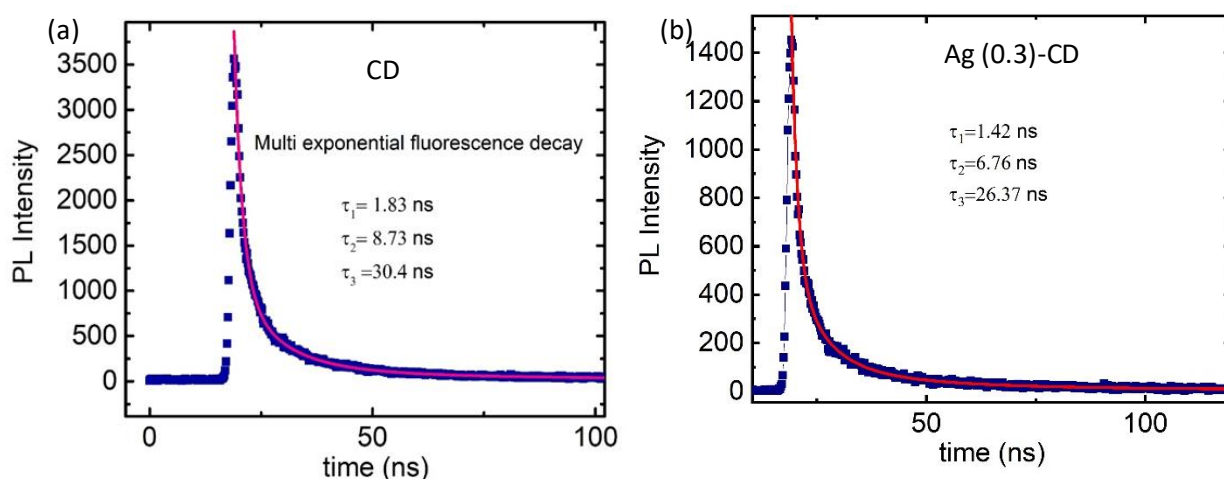 (a)
CD
Multi exponential fluorescence decay
τ1= 1.83 ns
τ2= 8.73 ns
τ3 =30.4 ns
PL Intensity
3500
3000
2500
2000
1500
1000
500
0
0 50 100
time (ns)
(b)
Ag (0.3)-CD
τ1=1.42 ns
τ2=6.76 ns
τ3=26.37 ns
PL Intensity
1400
1200
1000
800
600
400
200
0
50 100
time (ns)